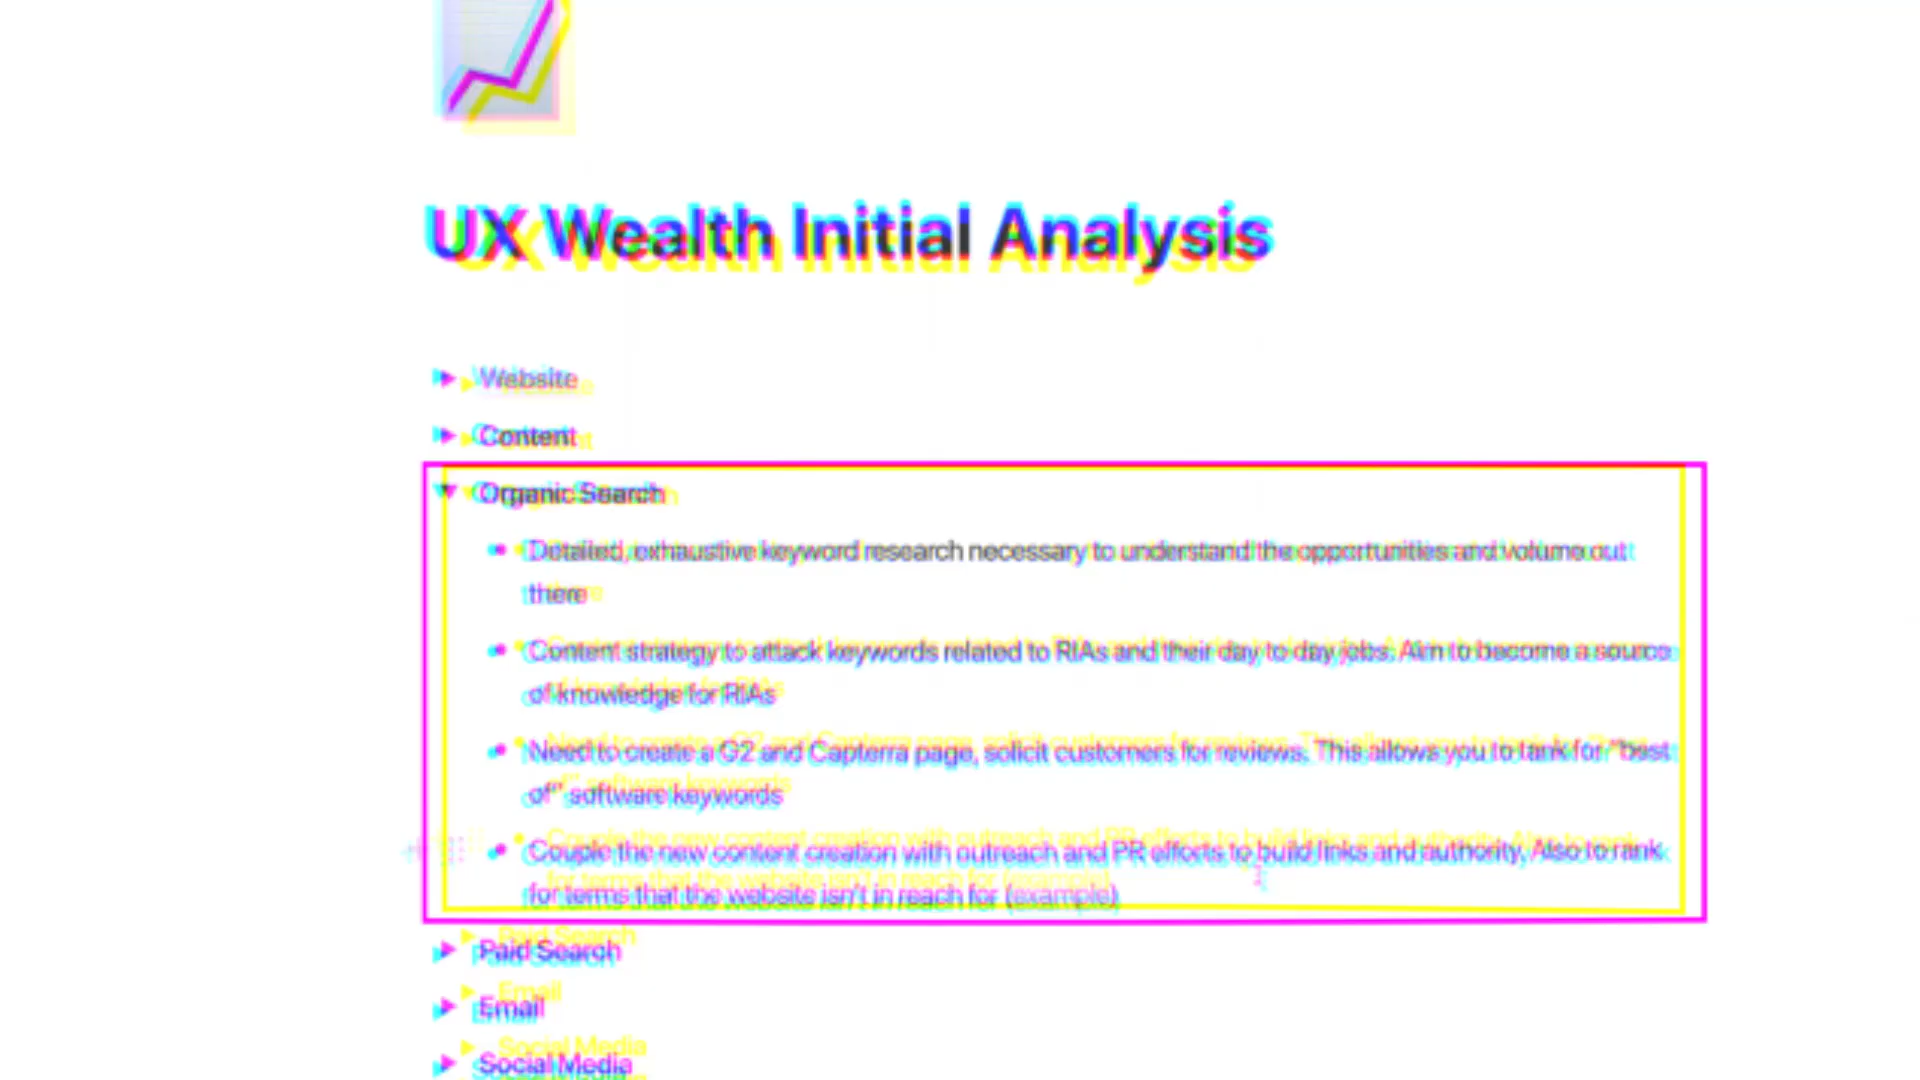 UX Wealth Initial Analysis
Website
Content
Organic Search
Detailed, exhaustive keyword research necessary to understand the opportunities and volume out
there
Content strategy to attack keywords related to RIAs and their day to day jobs. Aim to become a source
of knowledge for RIAs
Need to create a G2 and Capterra page, solicit customers for reviews. This allows you to tank for "best
of" software keywords
Couple the new content creation with outreach and PR efforts to build links and authority, Also to rank
for terms that the website isn't in reach for (example)
Paid Search
Email
Social Media